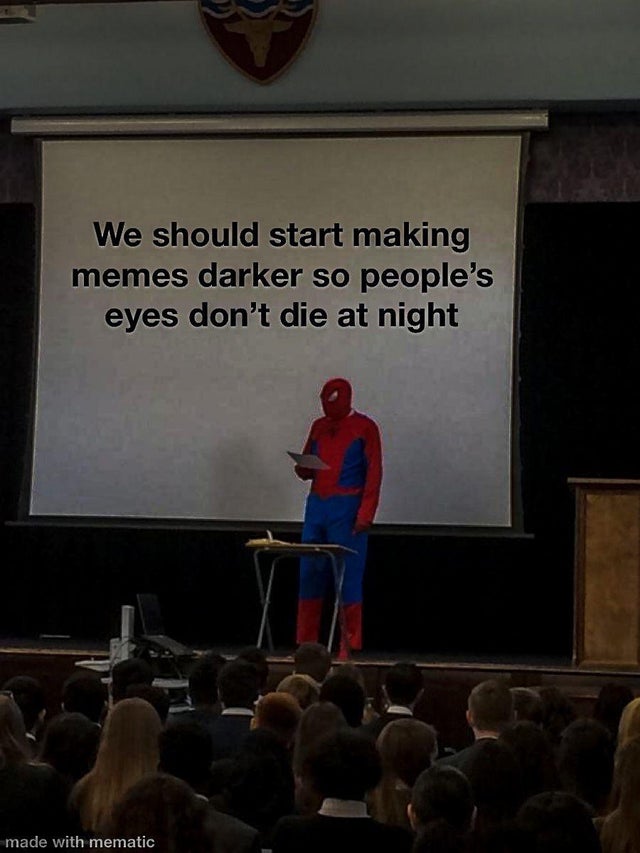 We should start making
memes darker so people's
eyes don't die at night
made with mematic